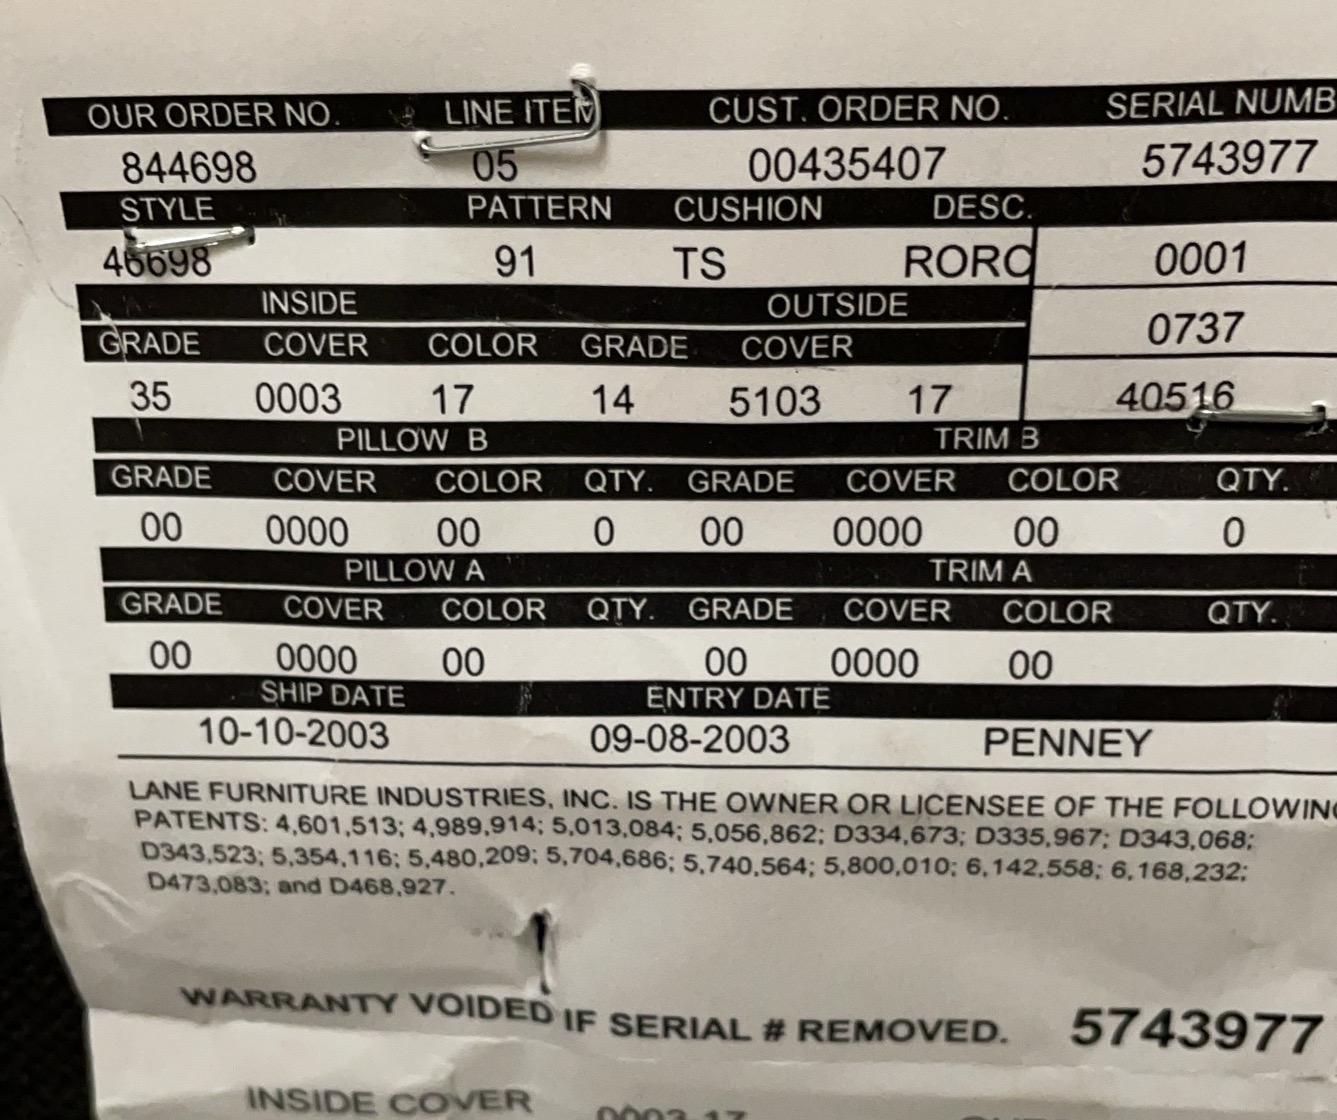 OUR ORDER NO. LINE ITEM CUST. ORDER NO. SERIAL NUMB
844698 05 00435407 5743977
STYLE PATTERN CUSHION DESC.
46698 91 TS RORC 0001
INSIDE OUTSIDE
0737
GRADE COVER COLOR GRADE COVER
35 0003 17 14 5103 17 40516
PILLOW B TRIM B
GRADE COVER COLOR QTY. GRADE COVER COLOR QTY.
00 0000 00 0 00 0000 00 0
PILLOW A TRIM A
GRADE COVER COLOR QTY. GRADE COVER COLOR QTY.
00 0000 00 00 0000 00
SHIP DATE ENTRY DATE
10-10-2003 09-08-2003 PENNEY
LANE FURNITURE INDUSTRIES, INC. IS THE OWNER OR LICENSEE OF THE FOLLOWING
PATENTS: 4,601,513; 4,989,914; 5,013,084; 5,056,862; D334,673; D335,967; D343,068;
D343,523; 5,354,116; 5,480,209; 5,704,686; 5,740,564; 5,800,010; 6,142,558; 6,168,232;
D473,083; and D468,927.
WARRANTY VOIDED IF SERIAL # REMOVED. 5743977
INSIDE COVER 0003-17